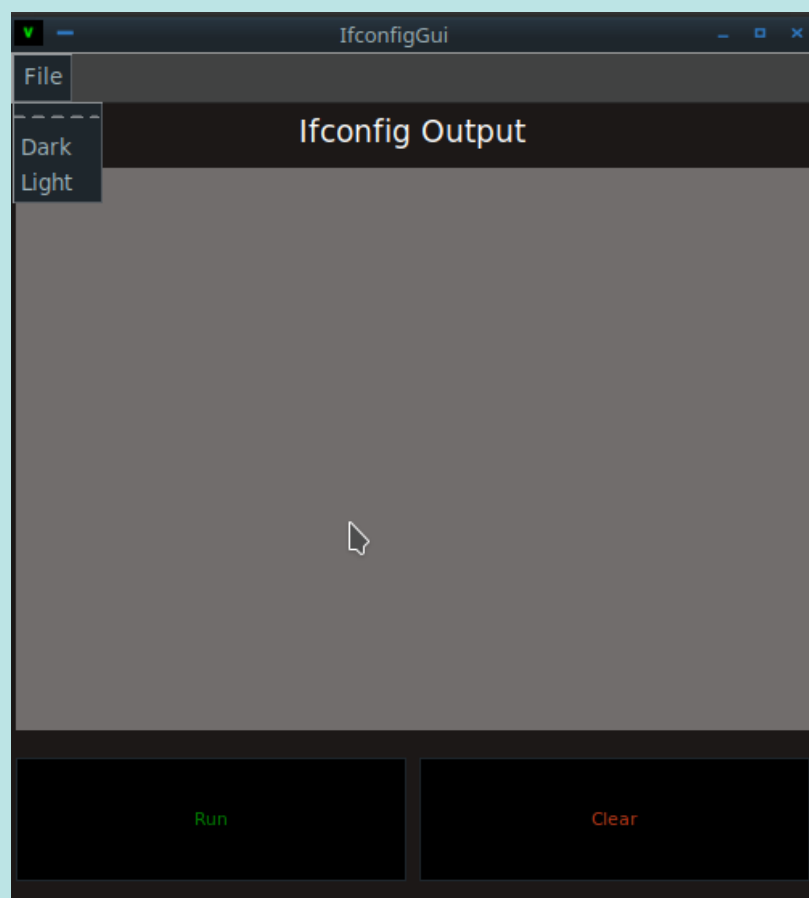 V
IfconfigGui
File
Ifconfig Output
Dark
Light
Run
Clear